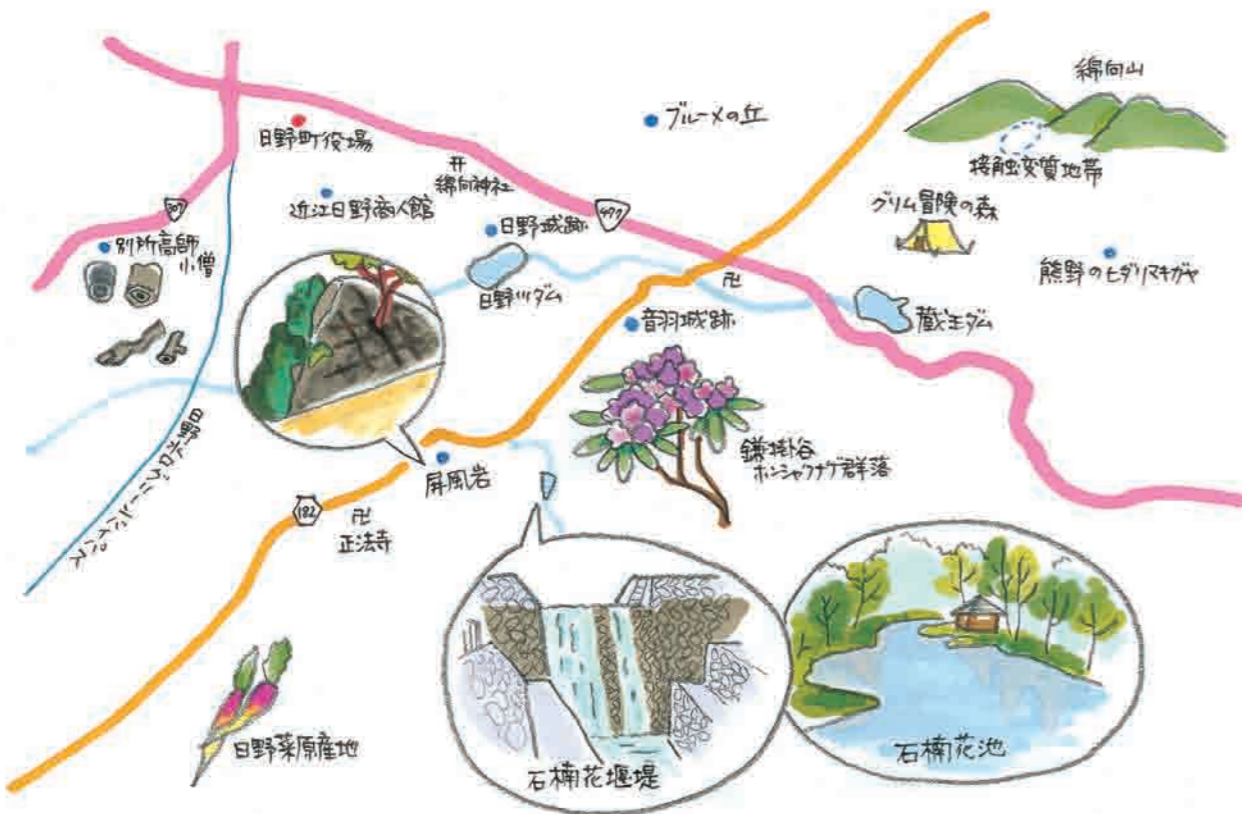 綿向山
ブルーメの丘
日野町役場
綿向神社
接触変質地帯
近江日野商人館
グリム冒険の森
307
477
日野城跡
別所高師
小僧
熊野のヒダリマキガヤ
日野川ダム
音羽城跡
蔵王ダム
日野水口グリーンバイパス
鎌掛谷
ホンシャクナゲ群落
屏風岩
182
正法寺
日野菜原産地
石楠花堰堤
石楠花池